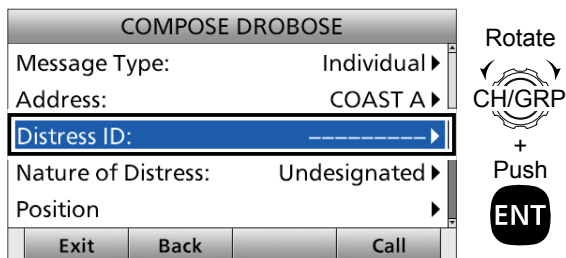 COMPOSE DROBOSE
Message Type: Individual
Address: COAST A
Distress ID: –––––––––
Nature of Distress: Undesignated
Position
Exit Back Call
Rotate
CH/GRP
+
Push
ENT